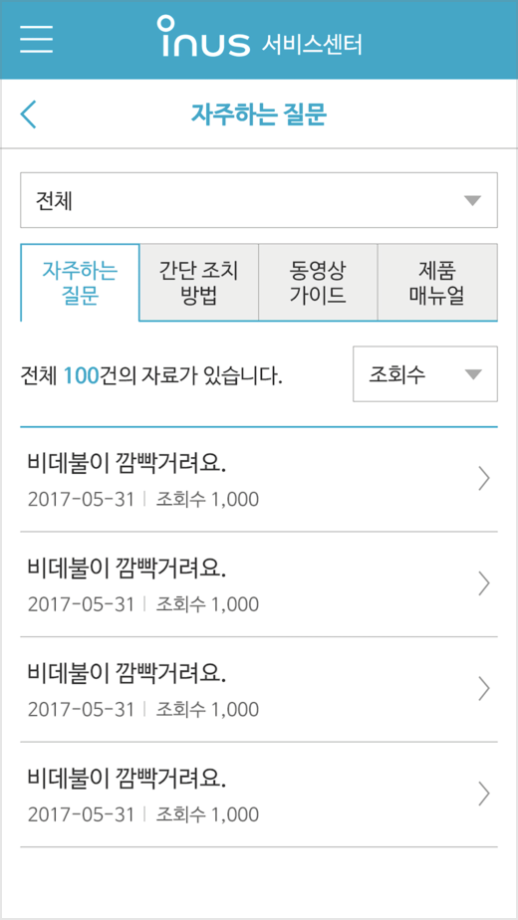 inus 서비스센터
자주하는 질문
전체
자주하는
질문
간단 조치
방법
동영상
가이드
제품
매뉴얼
전체 100건의 자료가 있습니다.
조회수
비데불이 깜빡거려요.
2017-05-31 | 조회수 1,000
비데불이 깜빡거려요.
2017-05-31 | 조회수 1,000
비데불이 깜빡거려요.
2017-05-31 | 조회수 1,000
비데불이 깜빡거려요.
2017-05-31 | 조회수 1,000